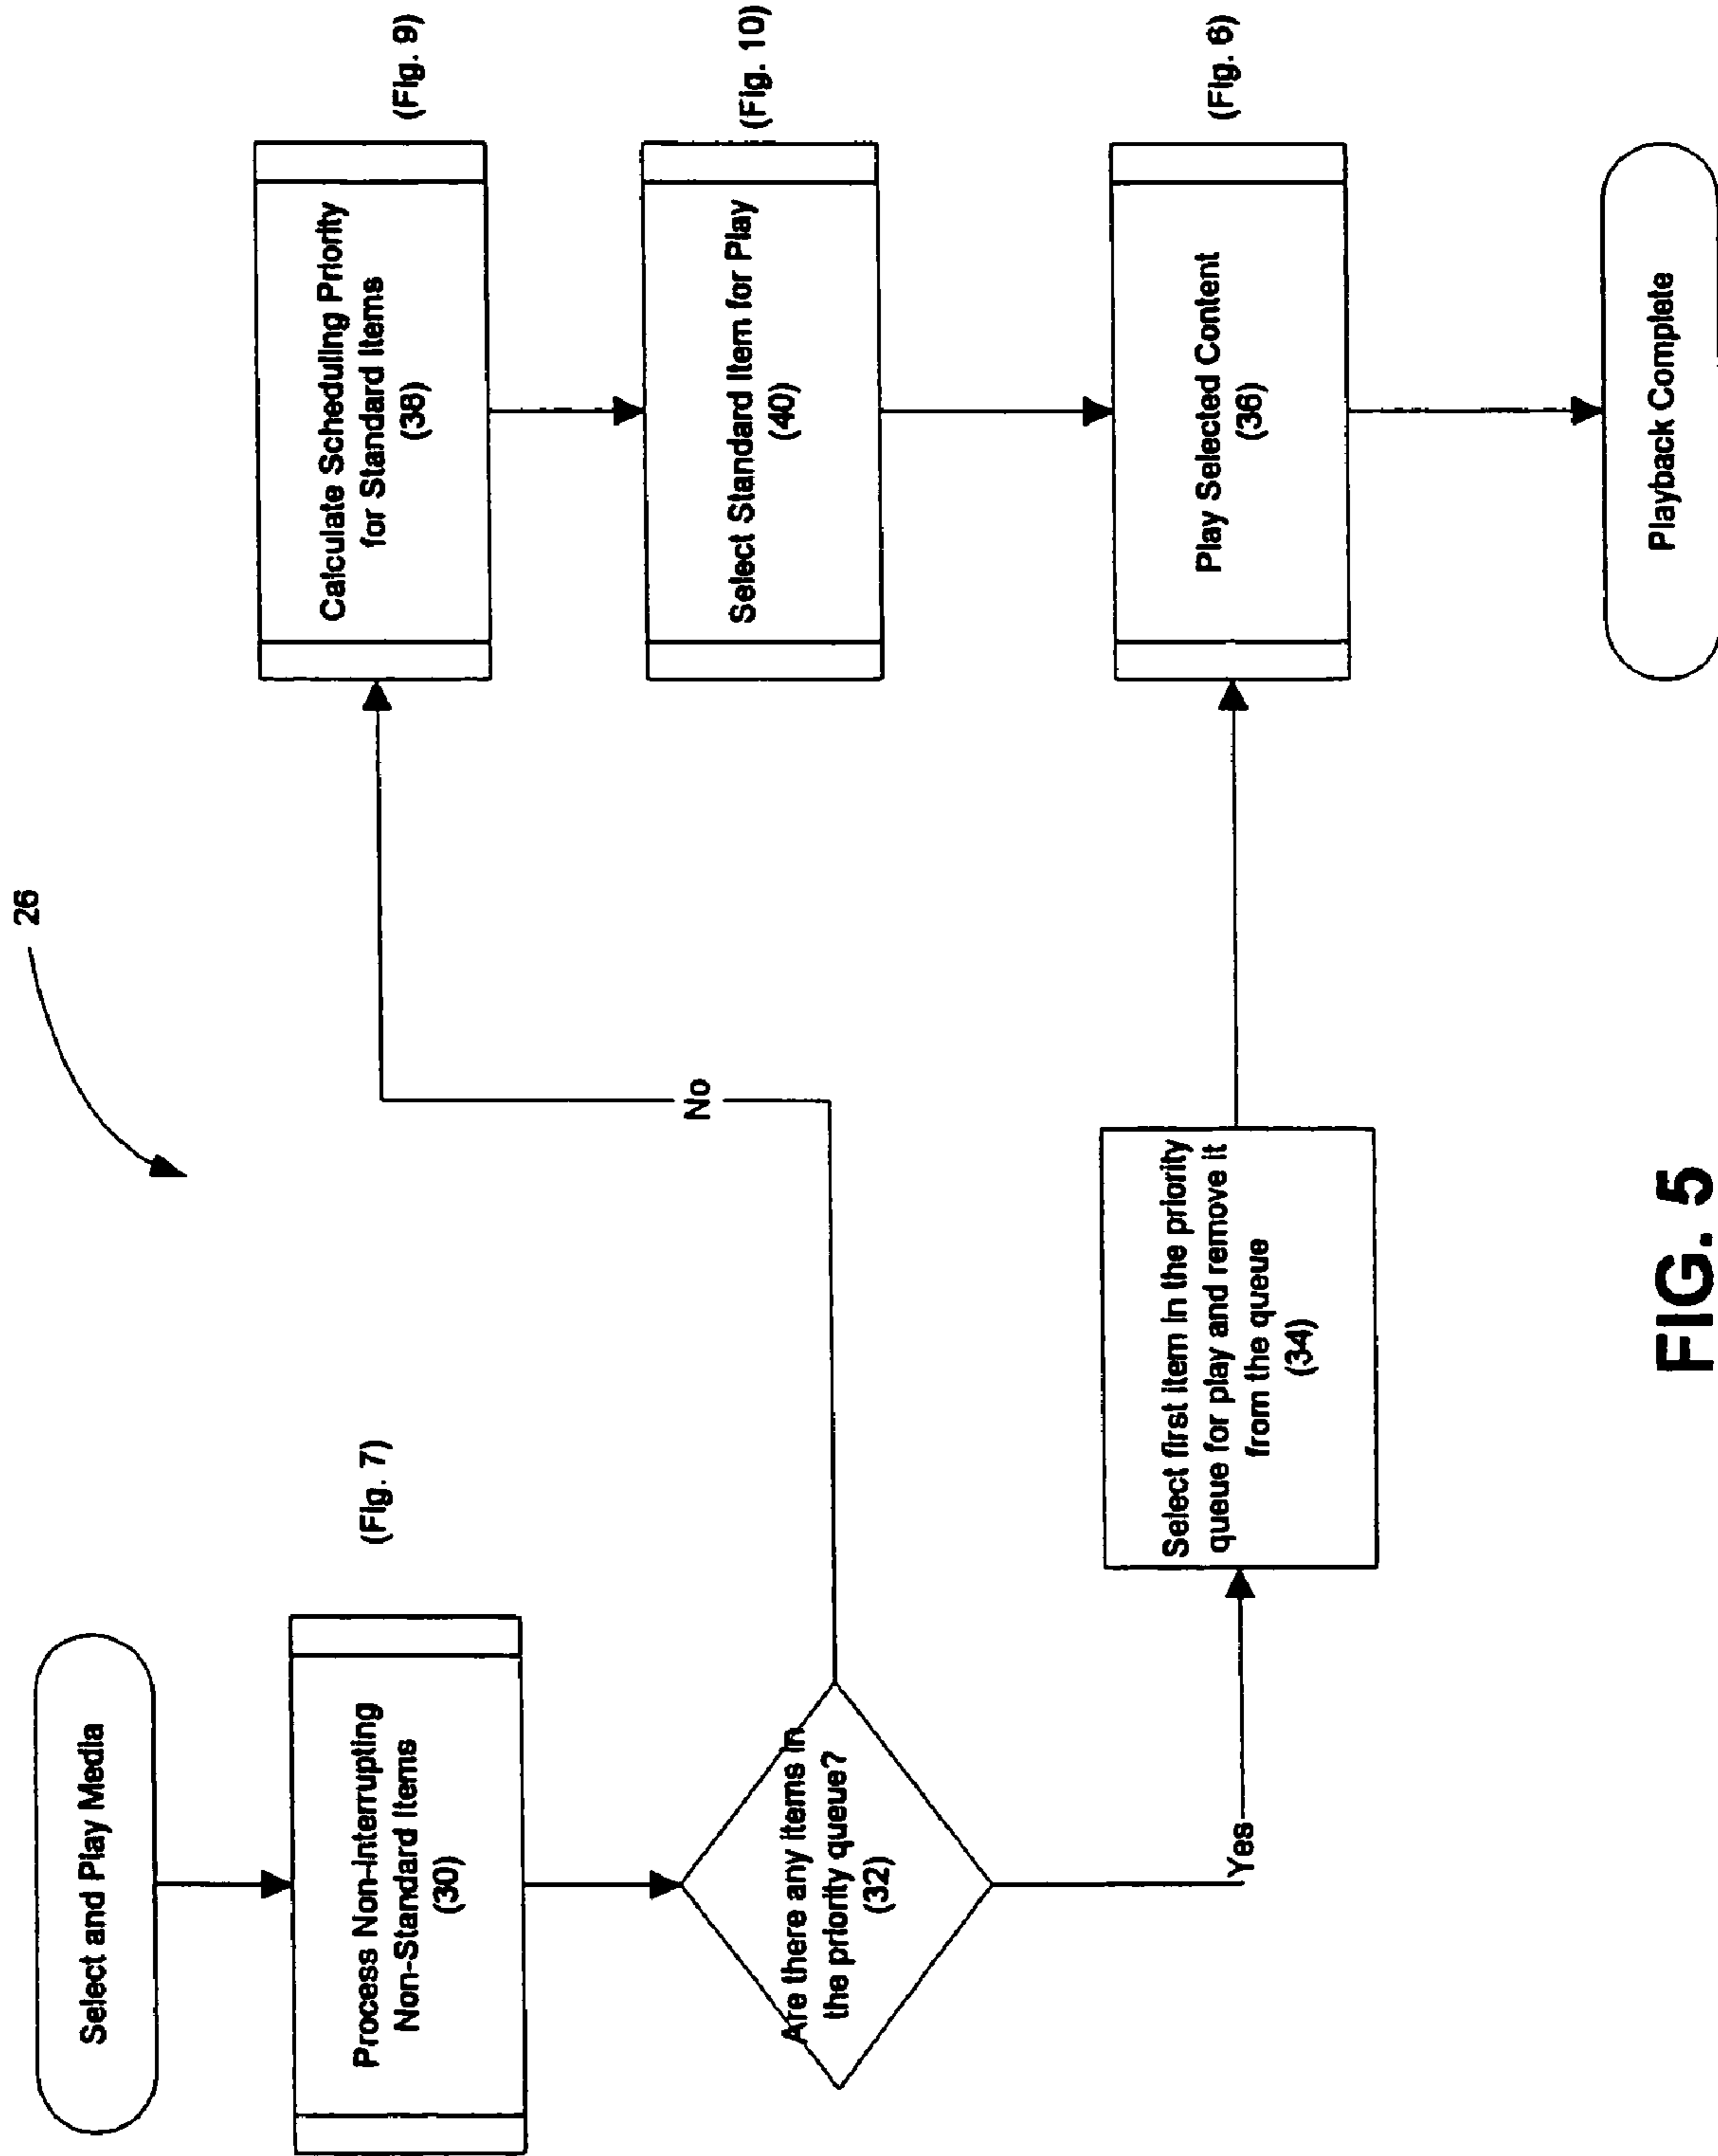 26
Select and Play Media
Process Non-Interrupting
Non-Standard Items
(30)
(Fig. 7)
Are there any items in
the priority queue?
(32)
No
Yes
Select first item in the priority
queue for play and remove it
from the queue
(34)
Calculate Scheduling Priority
for Standard Items
(38)
(Fig. 9)
Select Standard Item for Play
(40)
(Fig. 10)
Play Selected Content
(36)
(Fig. 6)
Playback Complete
FIG. 5